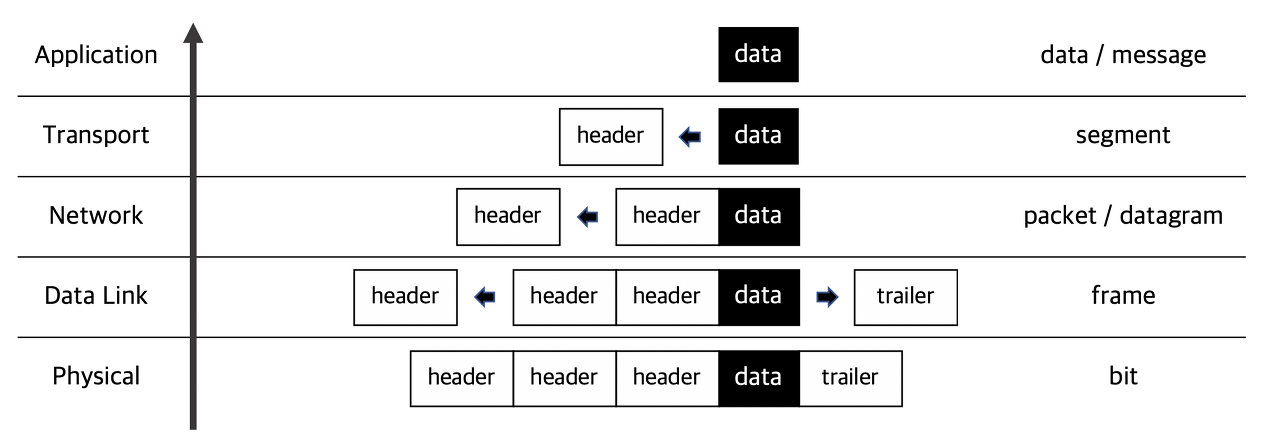 Application data data / message
Transport header data segment
Network header header data packet / datagram
Data Link header header header data trailer frame
Physical header header header data trailer bit